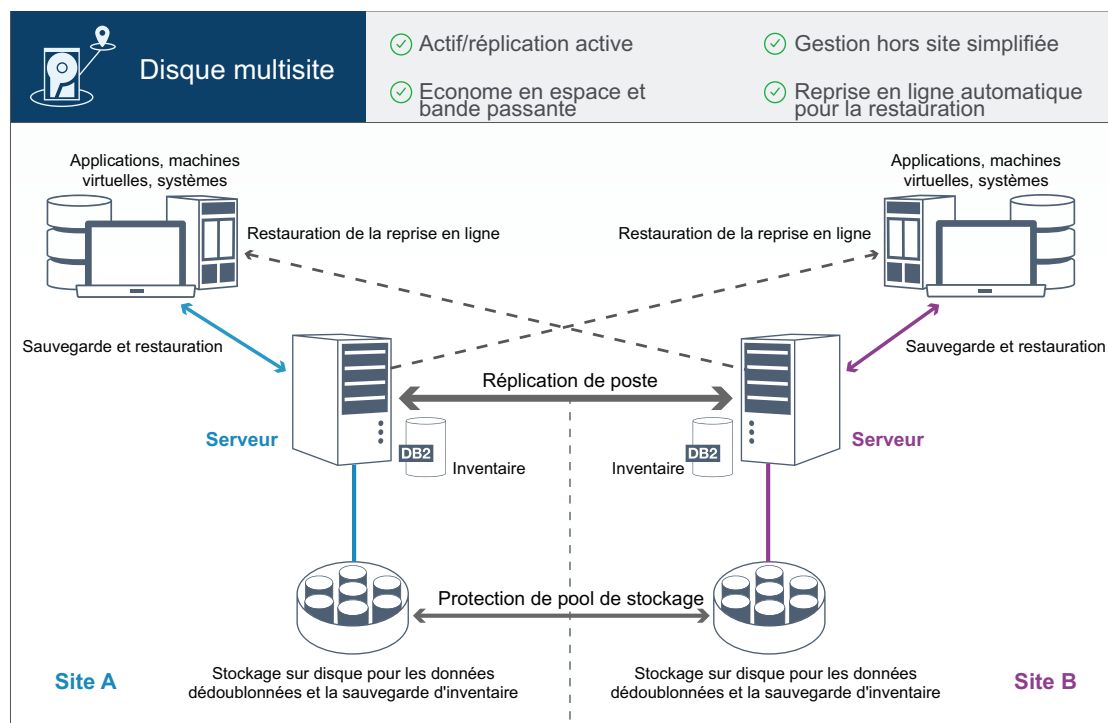 Disque multisite
Actif/réplication active
Gestion hors site simplifiée
Econome en espace et
bande passante
Reprise en ligne automatique
pour la restauration
Applications, machines
virtuelles, systèmes
Applications, machines
virtuelles, systèmes
Restauration de la reprise en ligne
Restauration de la reprise en ligne
Sauvegarde et restauration
Sauvegarde et restauration
Réplication de poste
Serveur
Serveur
DB2
Inventaire
Inventaire
DB2
Protection de pool de stockage
Site A
Stockage sur disque pour les données
dédoublonnées et la sauvegarde d'inventaire
Stockage sur disque pour les données
dédoublonnées et la sauvegarde d'inventaire
Site B